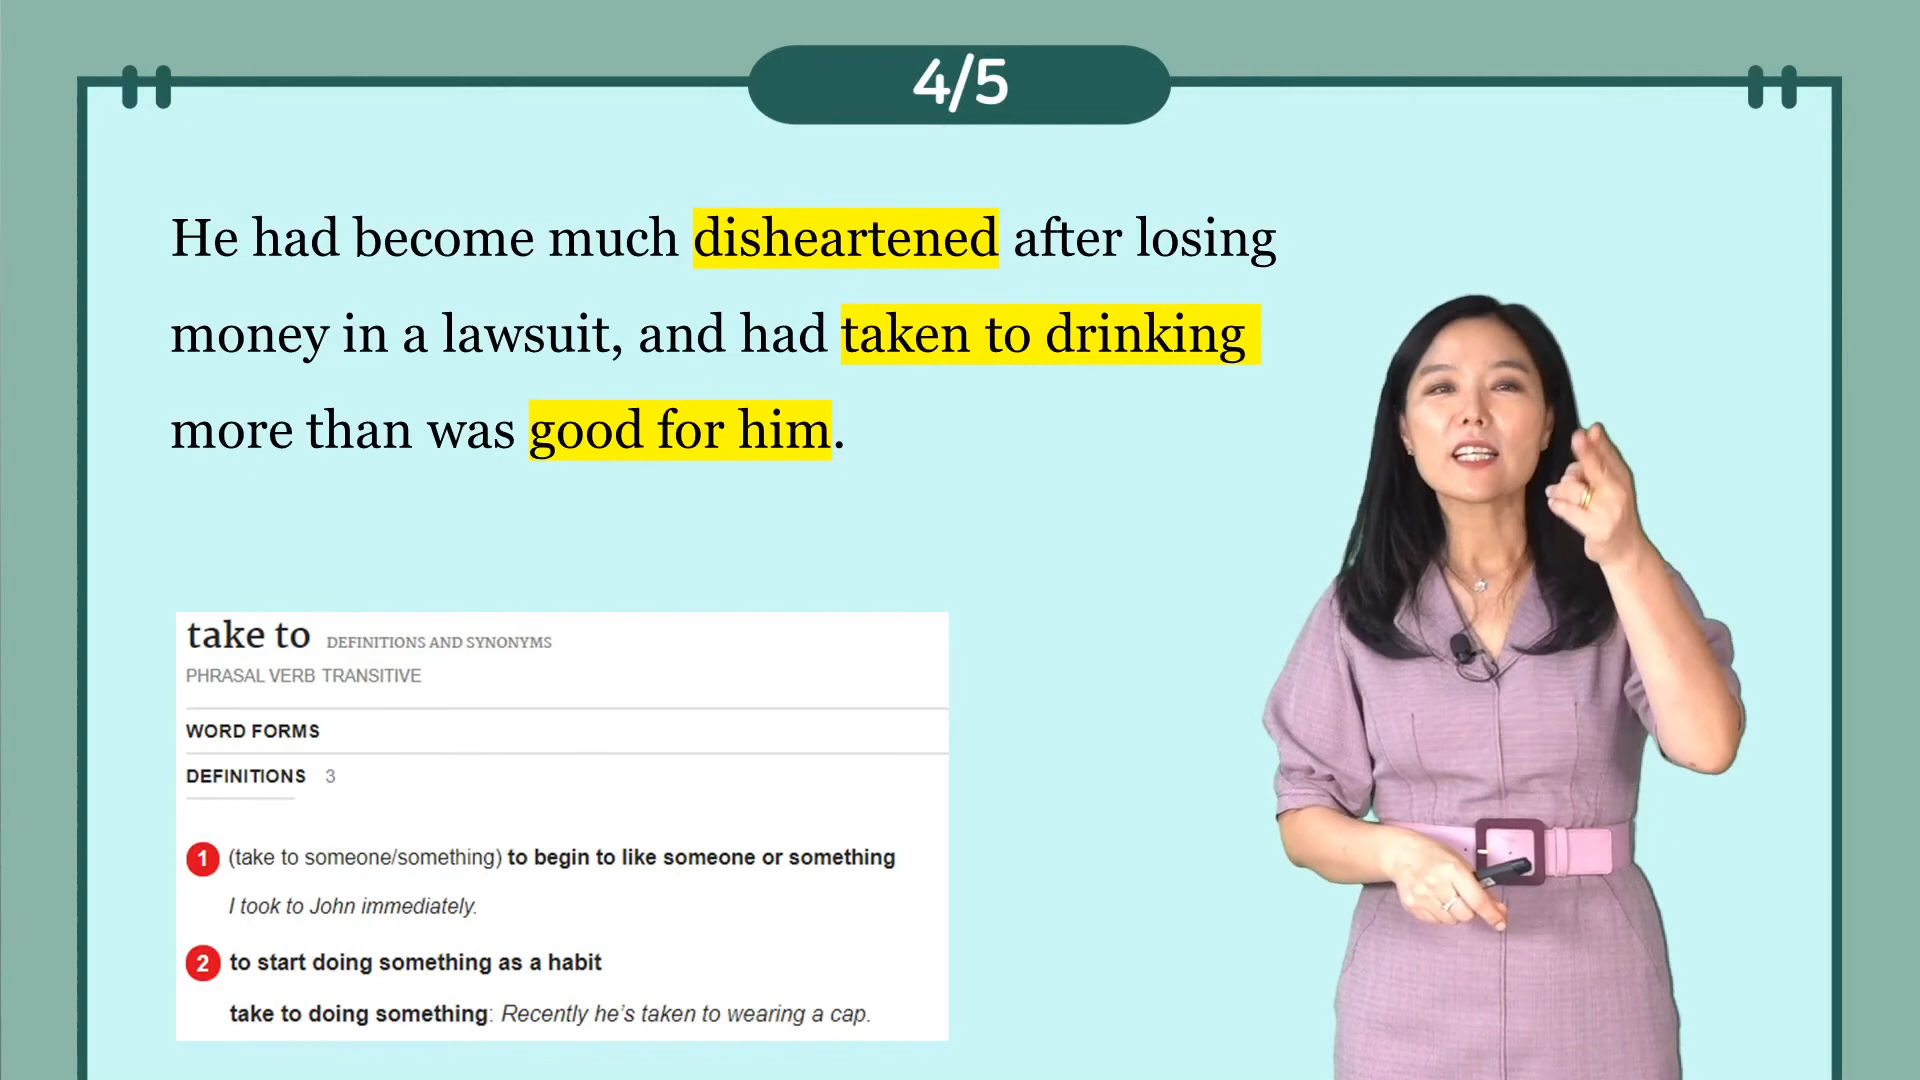 4/5
He had become much disheartened after losing
money in a lawsuit, and had taken to drinking
more than was good for him.
take to DEFINITIONS AND SYNONYMS
PHRASAL VERB TRANSITIVE
WORD FORMS
DEFINITIONS 3
1 (take to someone/something) to begin to like someone or something
I took to John immediately.
2 to start doing something as a habit
take to doing something: Recently he's taken to wearing a cap.